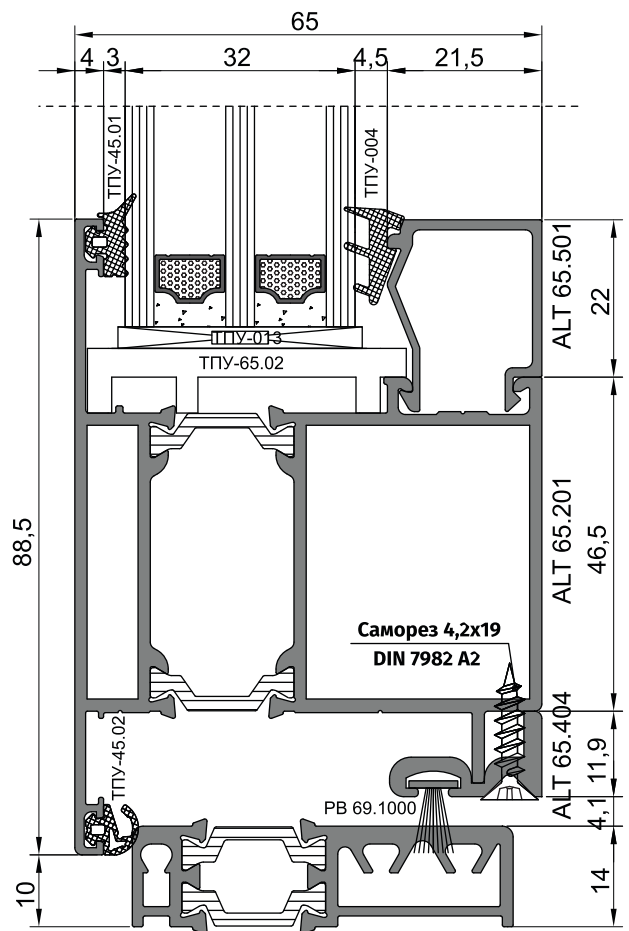 65
4 3 32 4,5 21,5
ТПУ-45.01
ТПУ-004
ALT 65.501
22
ТПУ-013
ТПУ-65.02
88,5
ALT 65.201
46,5
Саморез 4,2х19
DIN 7982 A2
ТПУ-45.02
ALT 65.404
11,9
PB 69.1000
4,1
10
14